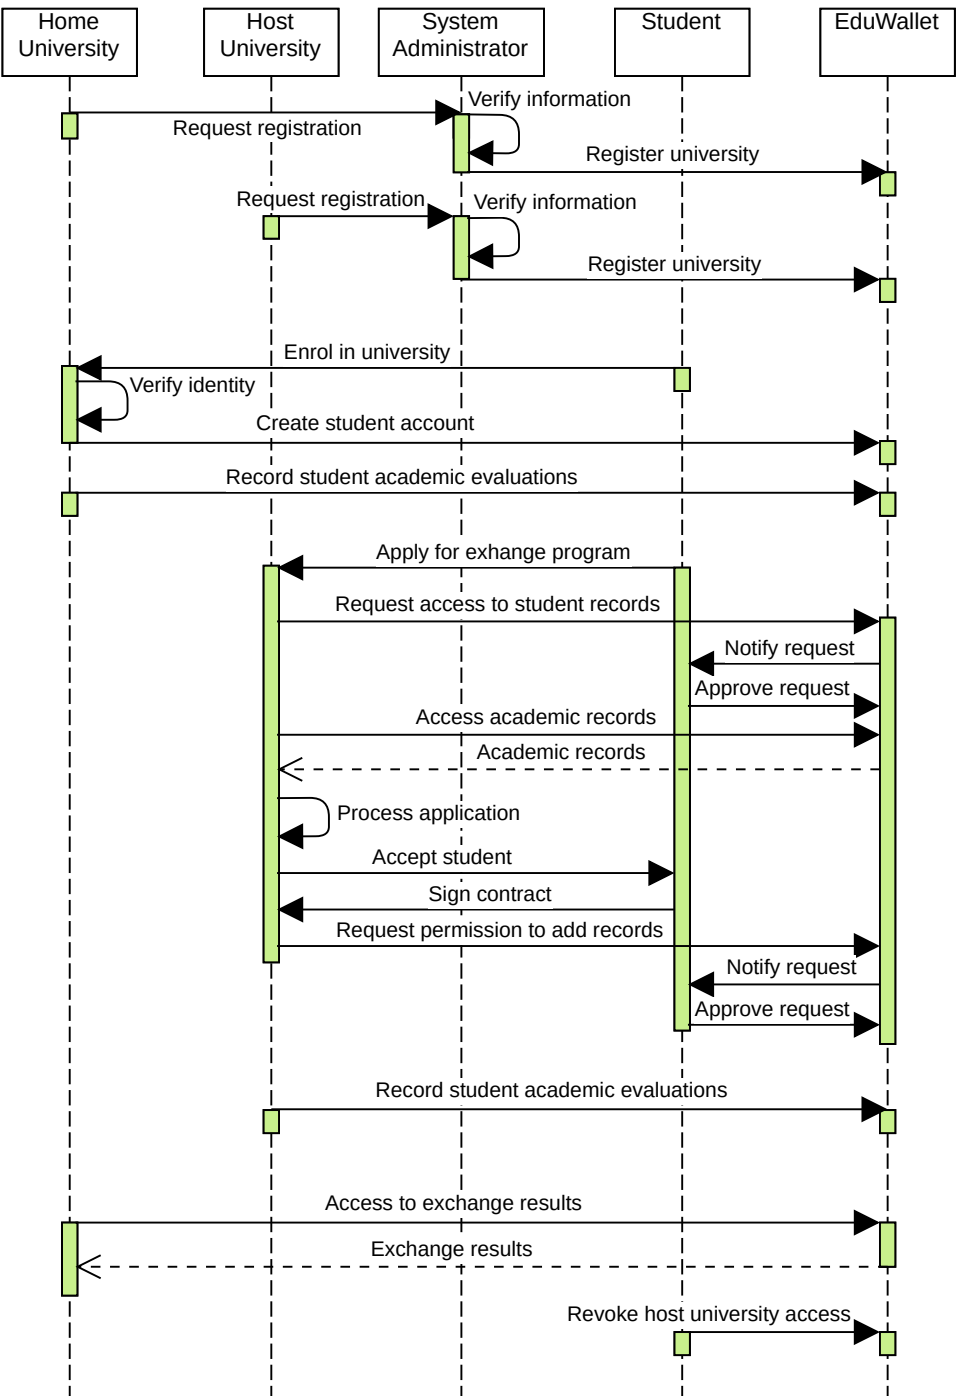 Home
University
Host
University
System
Administrator
Student
EduWallet
Verify information
Request registration
Register university
Request registration
Verify information
Register university
Enrol in university
Verify identity
Create student account
Record student academic evaluations
Apply for exhange program
Request access to student records
Notify request
Approve request
Access academic records
Academic records
Process application
Accept student
Sign contract
Request permission to add records
Notify request
Approve request
Record student academic evaluations
Access to exchange results
Exchange results
Revoke host university access